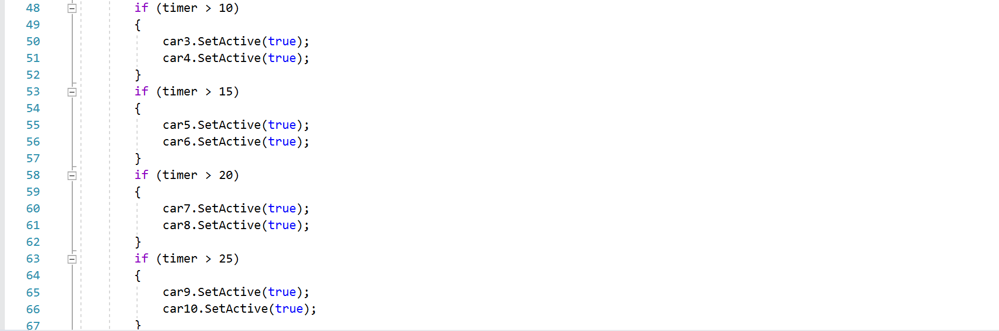 48 if (timer > 10)
49 {
50 car3.SetActive(true);
51 car4.SetActive(true);
52 }
53 if (timer > 15)
54 {
55 car5.SetActive(true);
56 car6.SetActive(true);
57 }
58 if (timer > 20)
59 {
60 car7.SetActive(true);
61 car8.SetActive(true);
62 }
63 if (timer > 25)
64 {
65 car9.SetActive(true);
66 car10.SetActive(true);
67 }